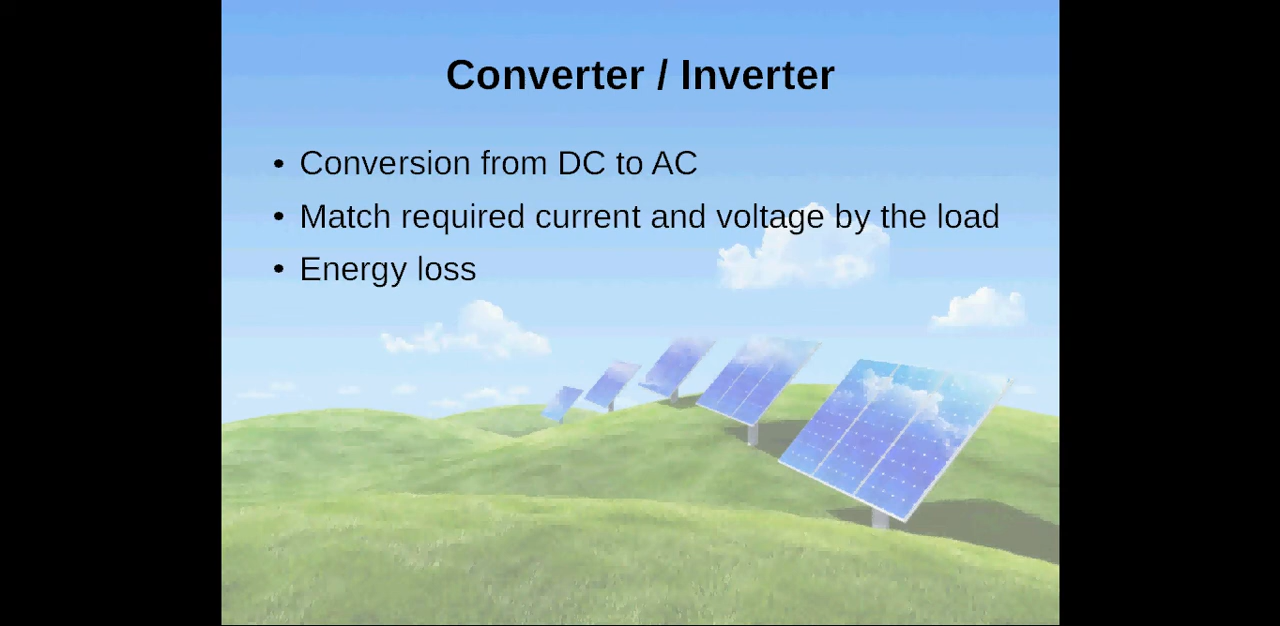 Converter / Inverter
• Conversion from DC to AC
• Match required current and voltage by the load
• Energy loss